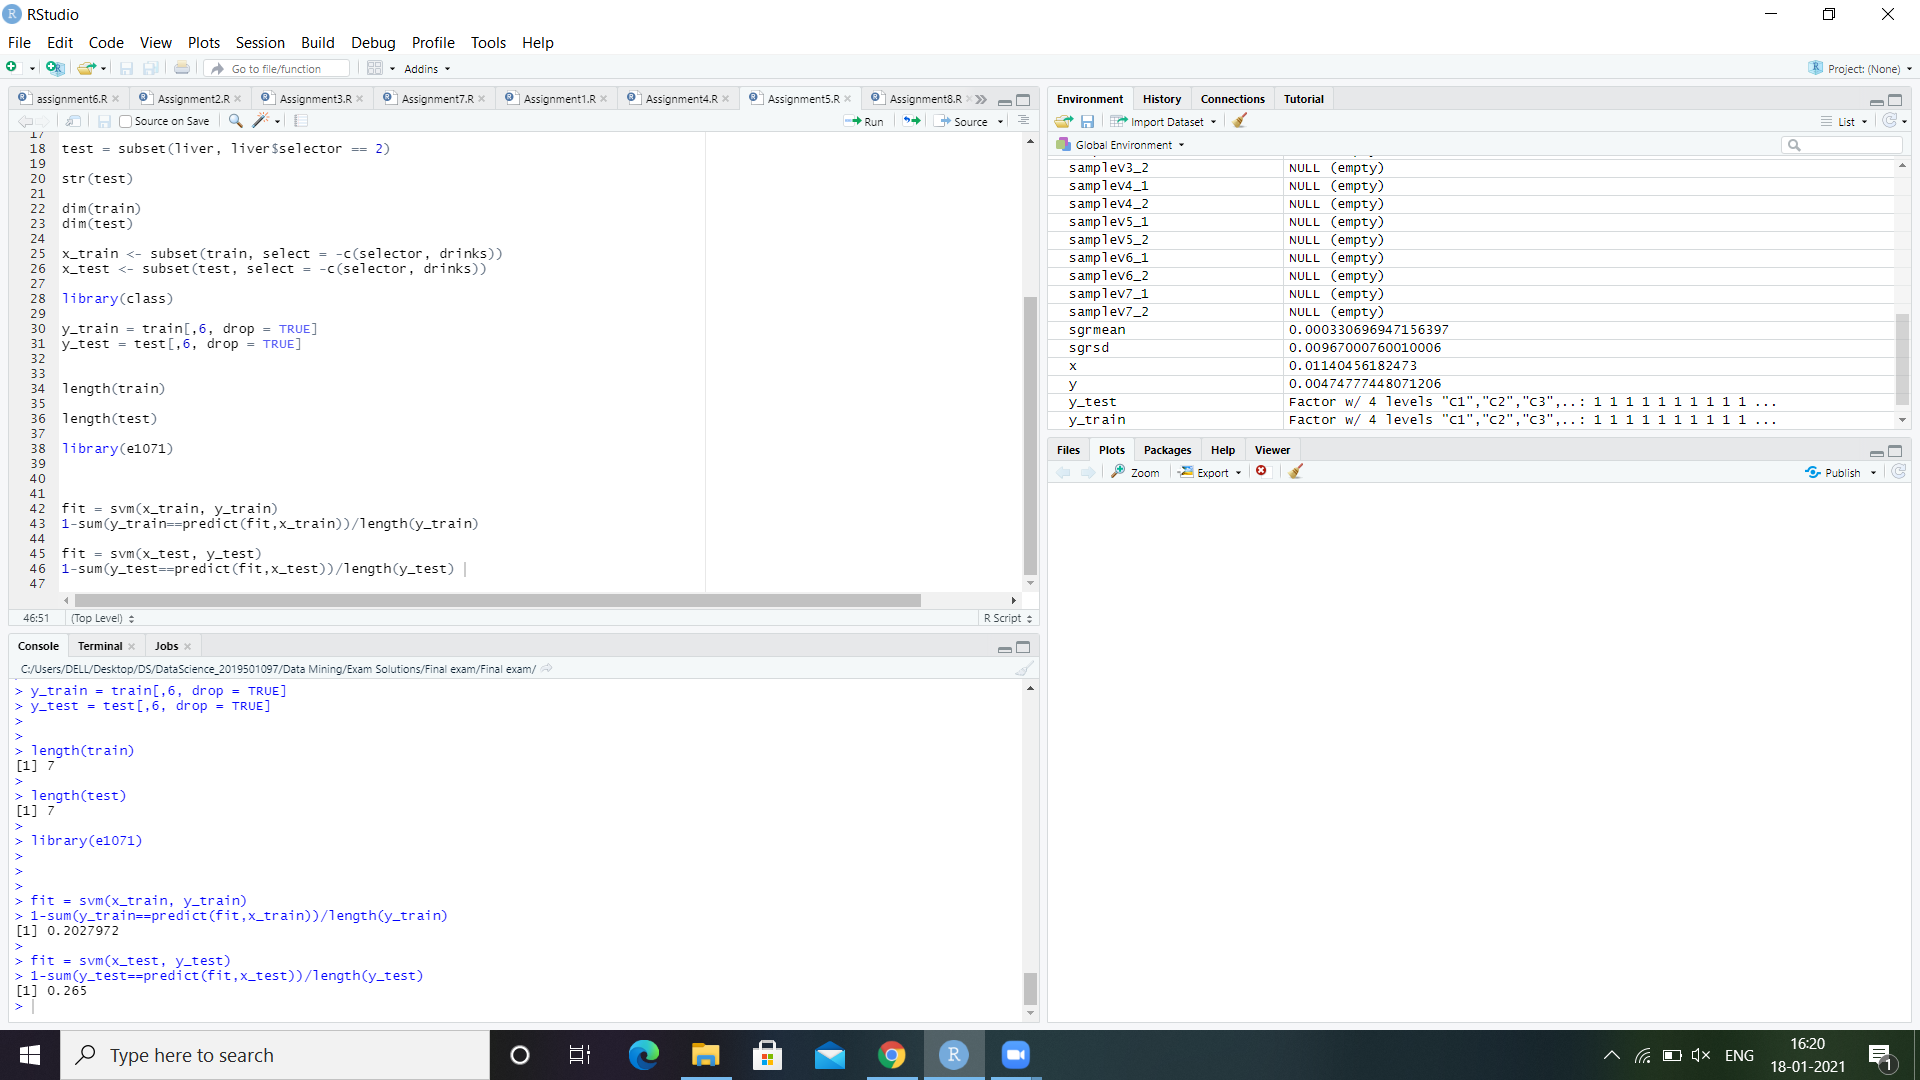 RStudio
File Edit Code View Plots Session Build Debug Profile Tools Help
Go to file/function Addins Project: (None)
assignment6.R Assignment2.R Assignment3.R Assignment7.R Assignment1.R Assignment4.R Assignment5.R Assignment8.R
Source on Save Run Source
17
18 test = subset(liver, liver$selector == 2)
19
20 str(test)
21
22 dim(train)
23 dim(test)
24
25 x_train <- subset(train, select = -c(selector, drinks))
26 x_test <- subset(test, select = -c(selector, drinks))
27
28 library(class)
29
30 y_train = train[,6, drop = TRUE]
31 y_test = test[,6, drop = TRUE]
32
33
34 length(train)
35
36 length(test)
37
38 library(e1071)
39
40
41
42 fit = svm(x_train, y_train)
43 1-sum(y_train==predict(fit,x_train))/length(y_train)
44
45 fit = svm(x_test, y_test)
46 1-sum(y_test==predict(fit,x_test))/length(y_test)
47
46:51 (Top Level) R Script
Console Terminal Jobs
C:/Users/DELL/Desktop/DS/DataScience_2019501097/Data Mining/Exam Solutions/Final exam/Final exam/
> y_train = train[,6, drop = TRUE]
> y_test = test[,6, drop = TRUE]
>
>
> length(train)
[1] 7
>
> length(test)
[1] 7
>
> library(e1071)
>
>
>
> fit = svm(x_train, y_train)
> 1-sum(y_train==predict(fit,x_train))/length(y_train)
[1] 0.2027972
>
> fit = svm(x_test, y_test)
> 1-sum(y_test==predict(fit,x_test))/length(y_test)
[1] 0.265
>
Environment History Connections Tutorial
Import Dataset List
Global Environment
sampleV3_2 NULL (empty)
sampleV4_1 NULL (empty)
sampleV4_2 NULL (empty)
sampleV5_1 NULL (empty)
sampleV5_2 NULL (empty)
sampleV6_1 NULL (empty)
sampleV6_2 NULL (empty)
sampleV7_1 NULL (empty)
sampleV7_2 NULL (empty)
sgrmean 0.000330696947156397
sgrsd 0.00967000760010006
x 0.01140456182473
y 0.00474777448071206
y_test Factor w/ 4 levels "C1","C2","C3",..: 1 1 1 1 1 1 1 1 1 1 ...
y_train Factor w/ 4 levels "C1","C2","C3",..: 1 1 1 1 1 1 1 1 1 1 ...
Files Plots Packages Help Viewer
Zoom Export Publish
Type here to search
ENG
16:20
18-01-2021
1